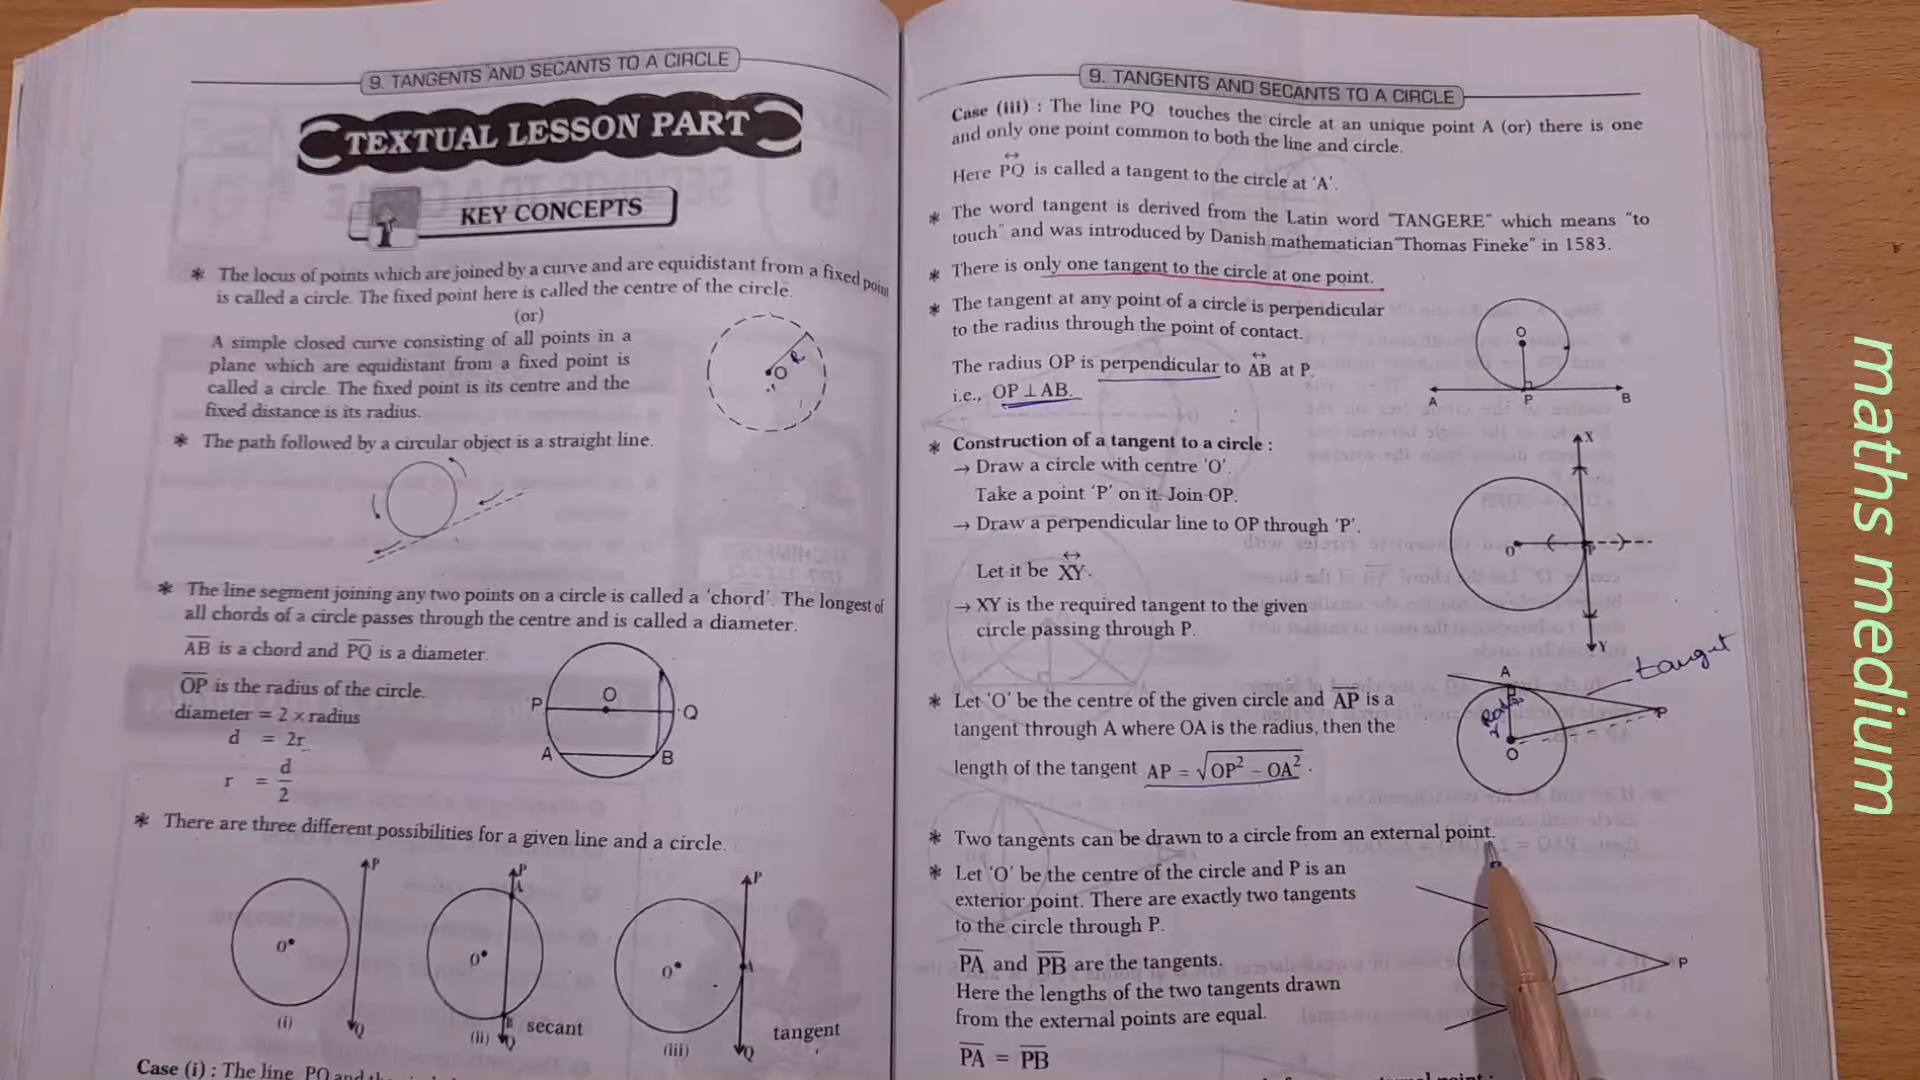 9. TANGENTS AND SECANTS TO A CIRCLE
TEXTUAL LESSON PART
KEY CONCEPTS
* The locus of points which are joined by a curve and are equidistant from a fixed point
is called a circle. The fixed point here is called the centre of the circle.
(or)
A simple closed curve consisting of all points in a
plane which are equidistant from a fixed point is
called a circle. The fixed point is its centre and the
fixed distance is its radius.
R
O
* The path followed by a circular object is a straight line.
* The line segment joining any two points on a circle is called a 'chord'. The longest of
all chords of a circle passes through the centre and is called a diameter.
AB is a chord and PQ is a diameter.
OP is the radius of the circle.
diameter = 2 × radius
d = 2r
r = d/2
P O Q
A B
* There are three different possibilities for a given line and a circle.
P P P
A
O O O A
(i) (ii) B secant (iii) tangent
Q Q Q
Case (i) : The line PQ and the
9. TANGENTS AND SECANTS TO A CIRCLE
Case (iii) : The line PQ touches the circle at an unique point A (or) there is one
and only one point common to both the line and circle.
Here PQ is called a tangent to the circle at 'A'.
* The word tangent is derived from the Latin word "TANGERE" which means "to
touch" and was introduced by Danish mathematician "Thomas Fineke" in 1583.
* There is only one tangent to the circle at one point.
* The tangent at any point of a circle is perpendicular
to the radius through the point of contact.
The radius OP is perpendicular to AB at P.
i.e., OP ⊥ AB.
O
A P B
* Construction of a tangent to a circle :
→ Draw a circle with centre 'O'.
Take a point 'P' on it. Join OP.
→ Draw a perpendicular line to OP through 'P'.
Let it be XY.
→ XY is the required tangent to the given
circle passing through P.
X
O P
Y
* Let 'O' be the centre of the given circle and AP is a
tangent through A where OA is the radius, then the
length of the tangent AP = √OP² – OA² .
A
P
O
* Two tangents can be drawn to a circle from an external point.
* Let 'O' be the centre of the circle and P is an
exterior point. There are exactly two tangents
to the circle through P.
PA and PB are the tangents.
Here the lengths of the two tangents drawn
from the external points are equal.
PA = PB
P
maths medium